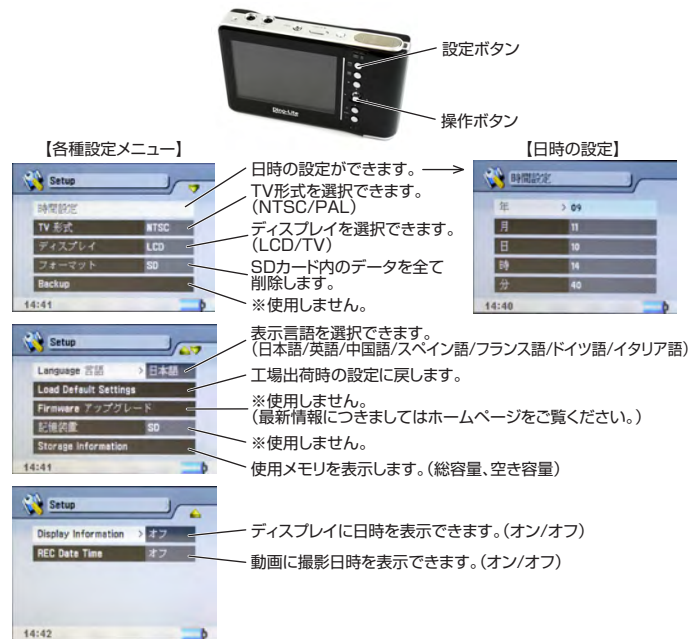 Dino-Lite
設定ボタン
操作ボタン
【各種設定メニュー】
Setup
時間設定
TV 形式 NTSC
ディスプレイ LCD
フォーマット SD
Backup
14:41
日時の設定ができます。
TV形式を選択できます。
(NTSC/PAL)
ディスプレイを選択できます。
(LCD/TV)
SDカード内のデータを全て
削除します。
※使用しません。
【日時の設定】
時間設定
年 > 09
月 11
日 10
時 14
分 40
14:40
Setup
Language 言語 > 日本語
Load Default Settings
Firmware アップグレード
記憶装置 SD
Storage Information
14:41
表示言語を選択できます。
(日本語/英語/中国語/スペイン語/フランス語/ドイツ語/イタリア語)
工場出荷時の設定に戻します。
※使用しません。
(最新情報につきましてはホームページをご覧ください。)
※使用しません。
使用メモリを表示します。(総容量、空き容量)
Setup
Display Information > オフ
REC Date Time オフ
14:42
ディスプレイに日時を表示できます。(オン/オフ)
動画に撮影日時を表示できます。(オン/オフ)